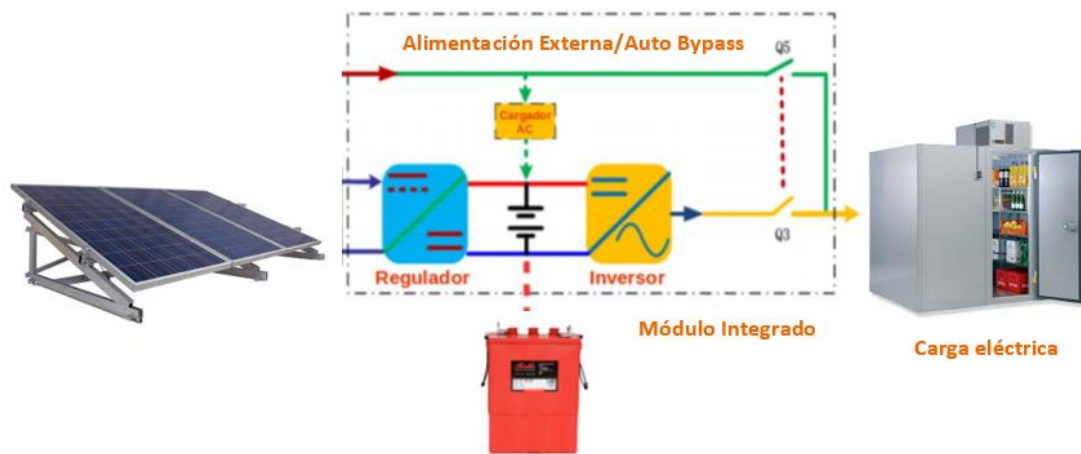 Alimentación Externa/Auto Bypass
Q5
Cargador
AC
Regulador
Inversor
Q3
Módulo Integrado
Carga eléctrica